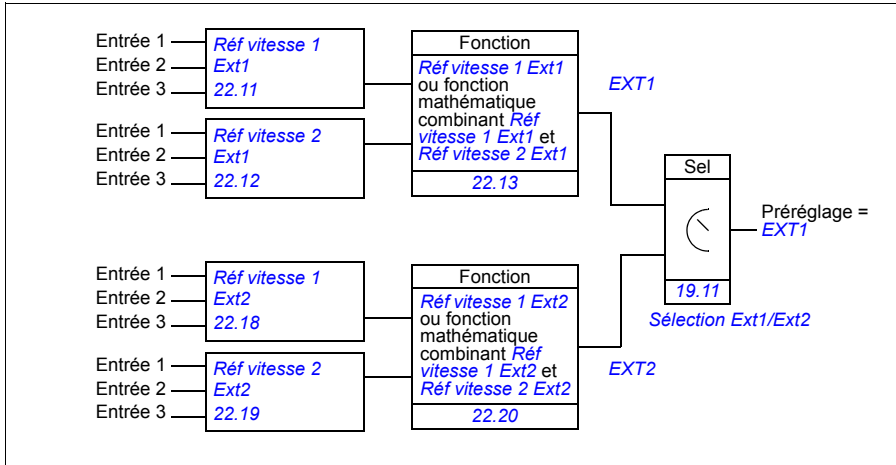 Entrée 1
Entrée 2
Entrée 3
Réf vitesse 1
Ext1
22.11
Entrée 1
Entrée 2
Entrée 3
Réf vitesse 2
Ext1
22.12
Fonction
Réf vitesse 1 Ext1
ou fonction
mathématique
combinant Réf
vitesse 1 Ext1 et
Réf vitesse 2 Ext1
22.13
EXT1
Sel
19.11
Sélection Ext1/Ext2
Préréglage =
EXT1
Entrée 1
Entrée 2
Entrée 3
Réf vitesse 1
Ext2
22.18
Entrée 1
Entrée 2
Entrée 3
Réf vitesse 2
Ext2
22.19
Fonction
Réf vitesse 1 Ext2
ou fonction
mathématique
combinant Réf
vitesse 1 Ext2 et
Réf vitesse 2 Ext2
22.20
EXT2